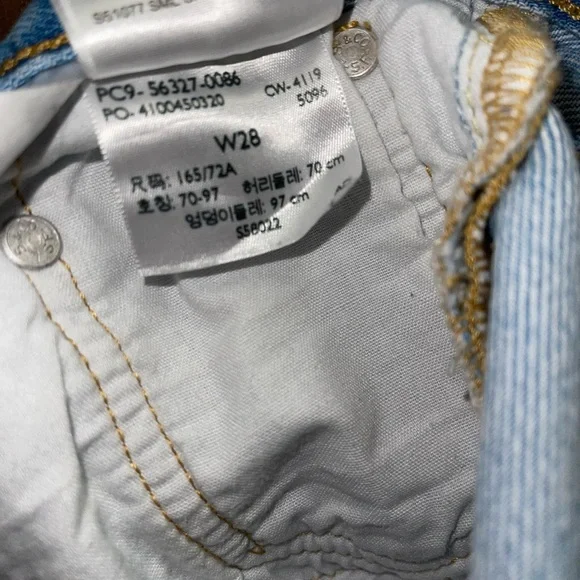 PC9- 56327-0086
PO- 4100450320 CW-4119
5096
W28
尺码: 165/72A
호칭: 70-97 허리둘레: 70 cm
엉덩이둘레: 97 cm
S58022